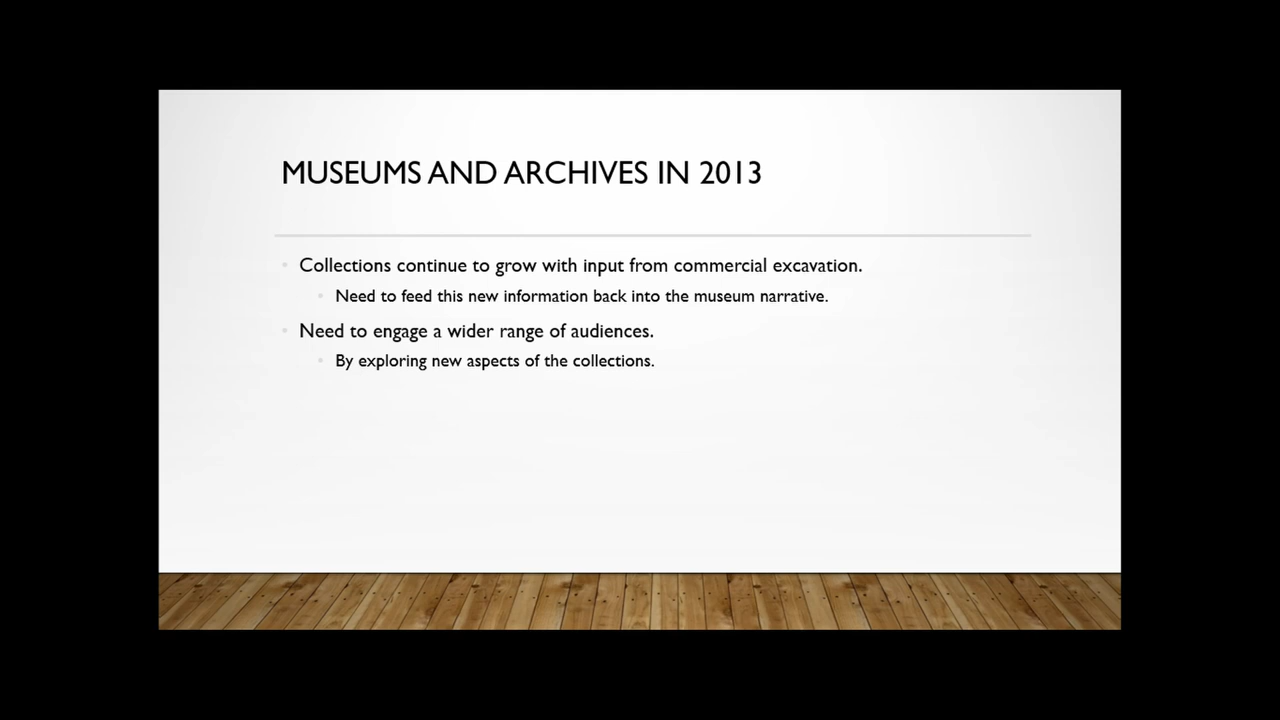 MUSEUMS AND ARCHIVES IN 2013
Collections continue to grow with input from commercial excavation.
Need to feed this new information back into the museum narrative.
Need to engage a wider range of audiences.
By exploring new aspects of the collections.